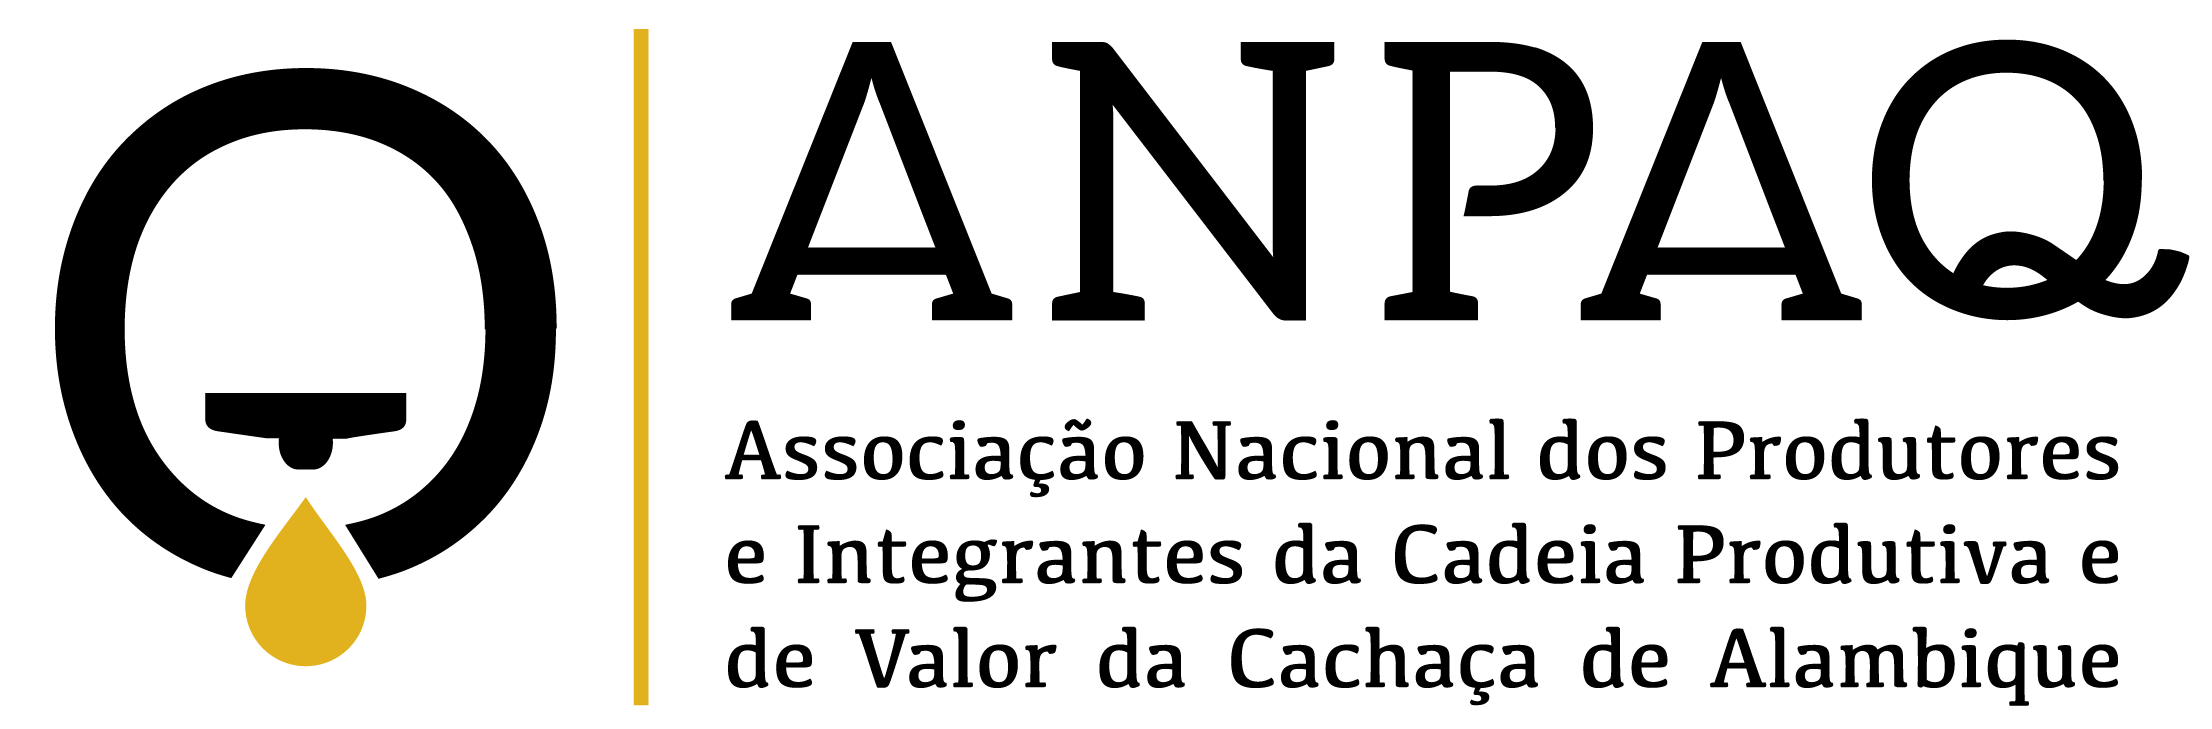 ANPAQ
Associação Nacional dos Produtores
e Integrantes da Cadeia Produtiva e
de Valor da Cachaça de Alambique